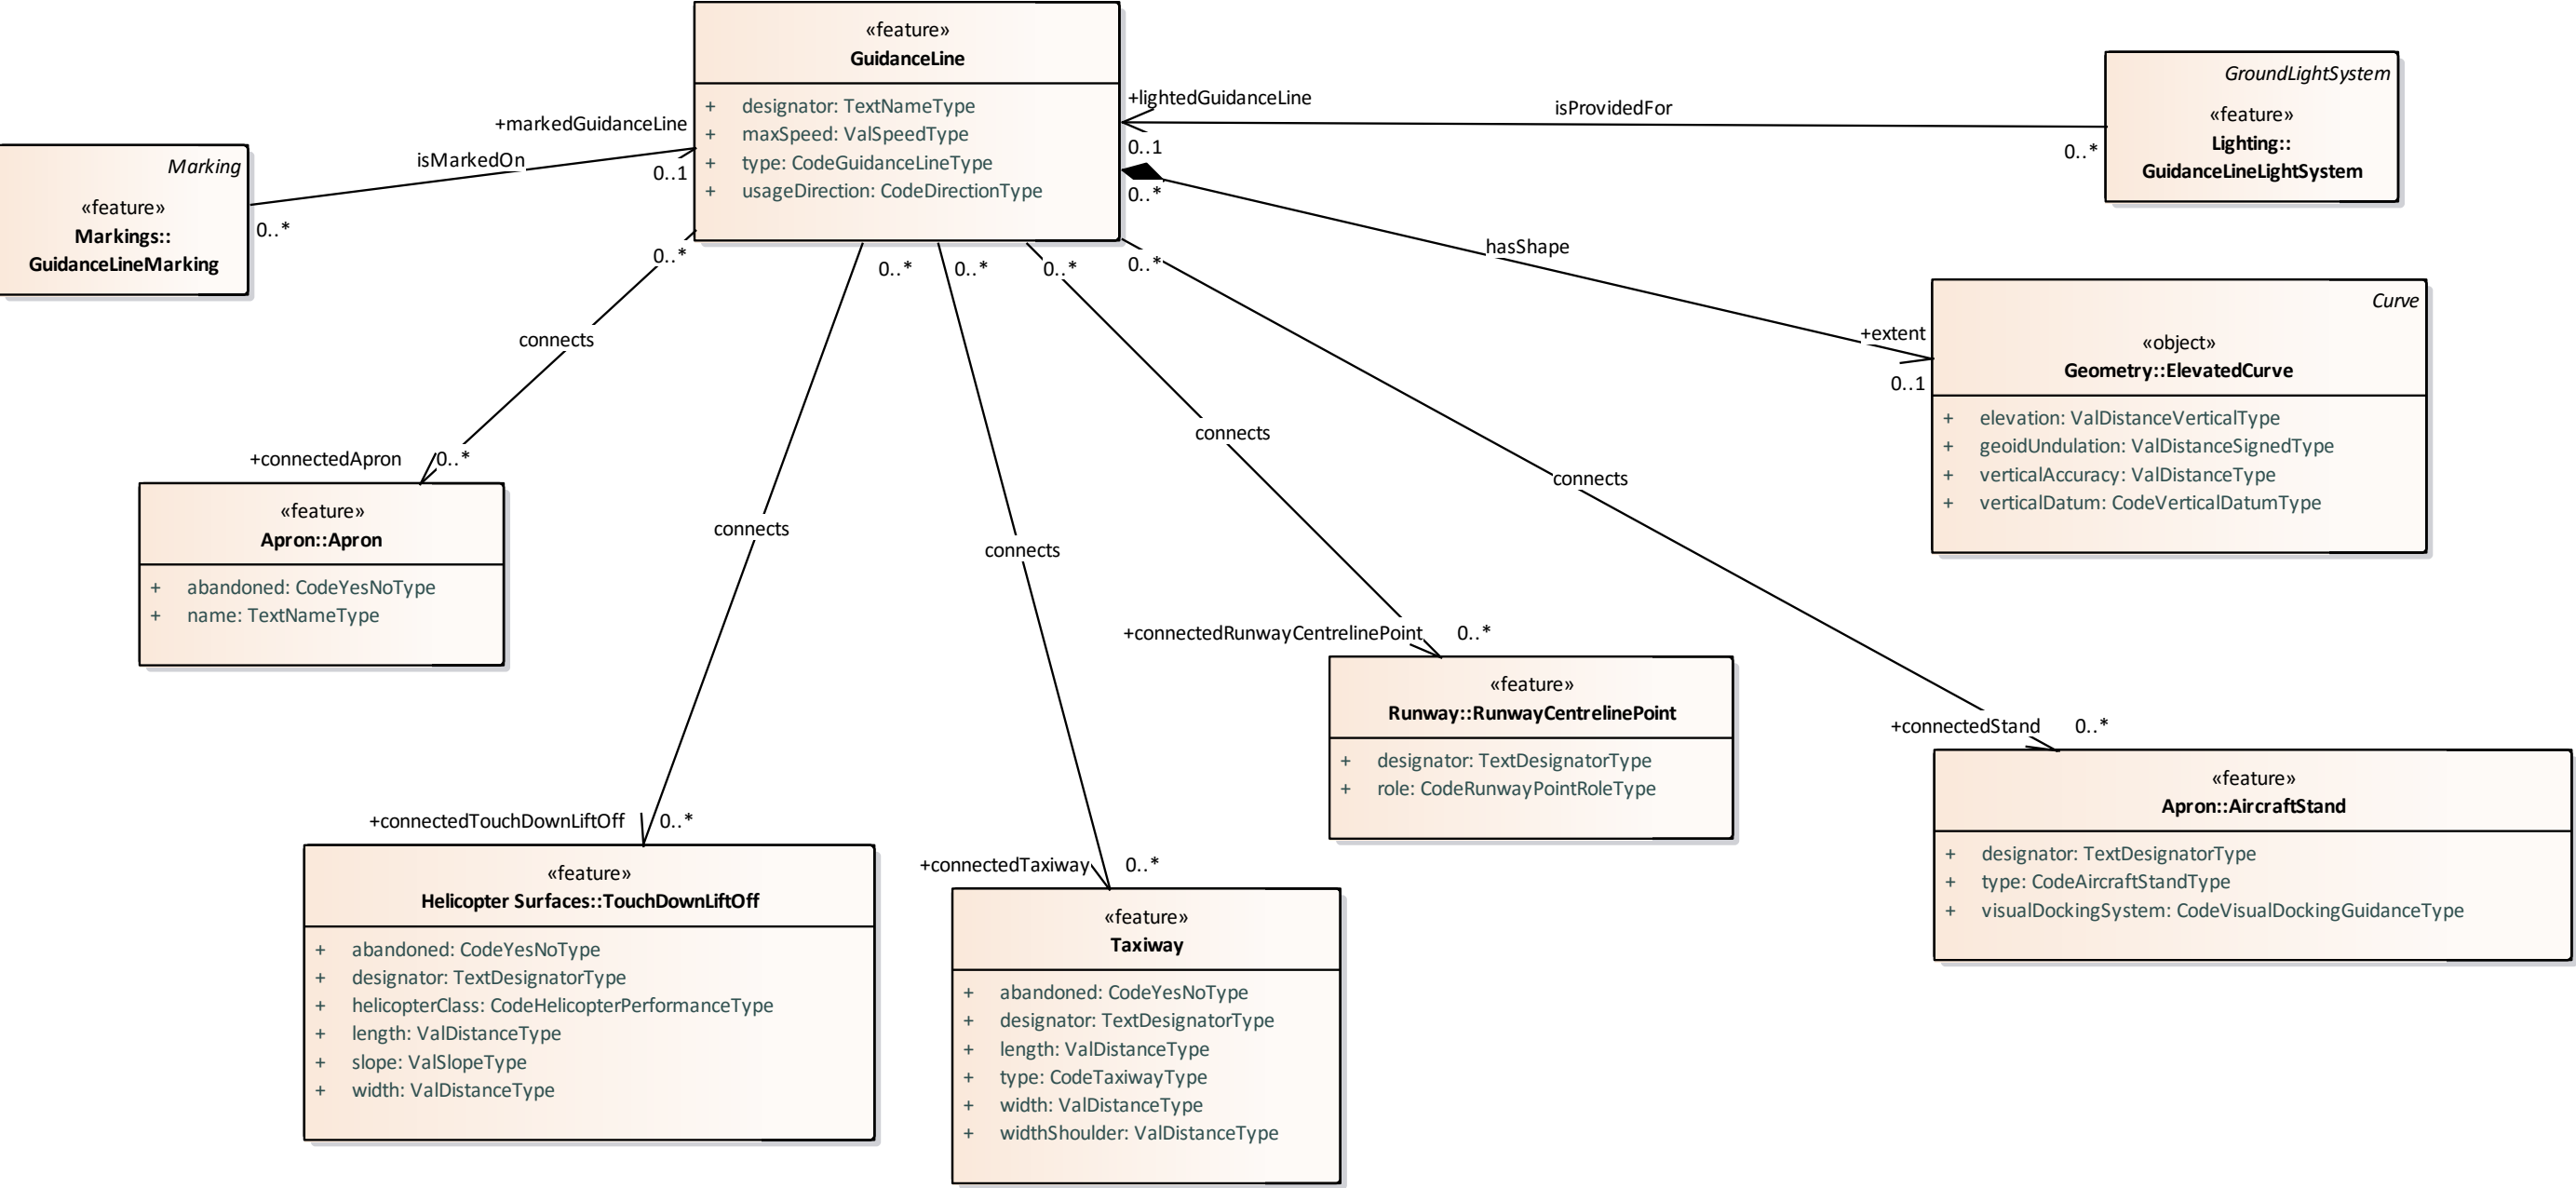 «feature»
GuidanceLine
+ designator: TextNameType
+ maxSpeed: ValSpeedType
+ type: CodeGuidanceLineType
+ usageDirection: CodeDirectionType
GroundLightSystem
«feature»
Lighting::
GuidanceLineLightSystem
+lightedGuidanceLine
0..1
isProvidedFor
0..*
Marking
«feature»
Markings::
GuidanceLineMarking
0..*
isMarkedOn
+markedGuidanceLine
0..1
0..*
hasShape
+extent
0..1
Curve
«object»
Geometry::ElevatedCurve
+ elevation: ValDistanceVerticalType
+ geoidUndulation: ValDistanceSignedType
+ verticalAccuracy: ValDistanceType
+ verticalDatum: CodeVerticalDatumType
0..*
connects
+connectedApron
0..*
«feature»
Apron::Apron
+ abandoned: CodeYesNoType
+ name: TextNameType
0..*
connects
+connectedTouchDownLiftOff
0..*
«feature»
Helicopter Surfaces::TouchDownLiftOff
+ abandoned: CodeYesNoType
+ designator: TextDesignatorType
+ helicopterClass: CodeHelicopterPerformanceType
+ length: ValDistanceType
+ slope: ValSlopeType
+ width: ValDistanceType
0..*
connects
+connectedTaxiway
0..*
«feature»
Taxiway
+ abandoned: CodeYesNoType
+ designator: TextDesignatorType
+ length: ValDistanceType
+ type: CodeTaxiwayType
+ width: ValDistanceType
+ widthShoulder: ValDistanceType
0..*
connects
+connectedRunwayCentrelinePoint
0..*
«feature»
Runway::RunwayCentrelinePoint
+ designator: TextDesignatorType
+ role: CodeRunwayPointRoleType
0..*
connects
+connectedStand
0..*
«feature»
Apron::AircraftStand
+ designator: TextDesignatorType
+ type: CodeAircraftStandType
+ visualDockingSystem: CodeVisualDockingGuidanceType